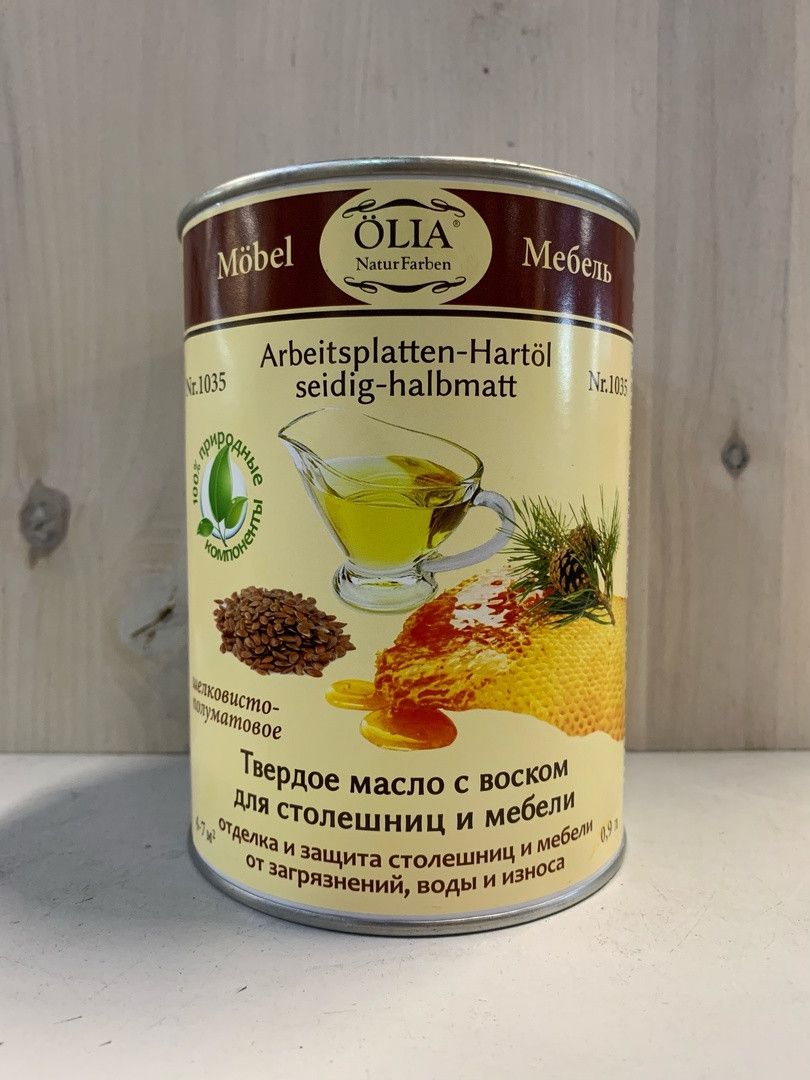 ÖLIA®
NaturFarben
Möbel
Мебель
Arbeitsplatten-Hartöl
seidig-halbmatt
Nr.1035
Nr.1035
100% природные
компоненты
шелковисто-
полуматовое
Твердое масло с воском
для столешниц и мебели
отделка и защита столешниц и мебели
от загрязнений, воды и износа
0,9 л